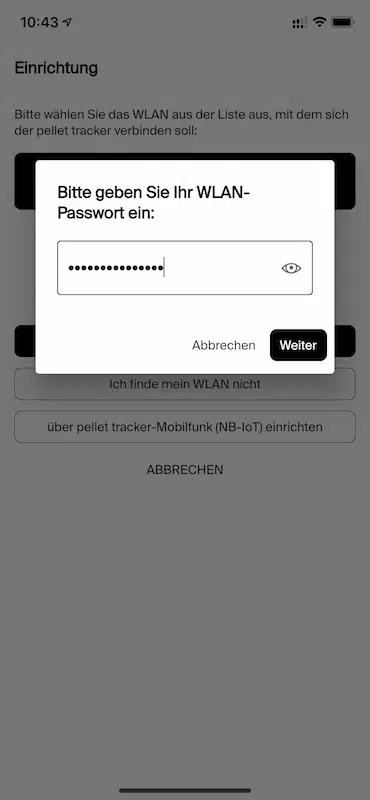 10:43
Einrichtung
Bitte wählen Sie das WLAN aus der Liste aus, mit dem sich
der pellet tracker verbinden soll:
Bitte geben Sie Ihr WLAN-
Passwort ein:
•••••••••••••••
Abbrechen
Weiter
Ich finde mein WLAN nicht
über pellet tracker-Mobilfunk (NB-IoT) einrichten
ABBRECHEN